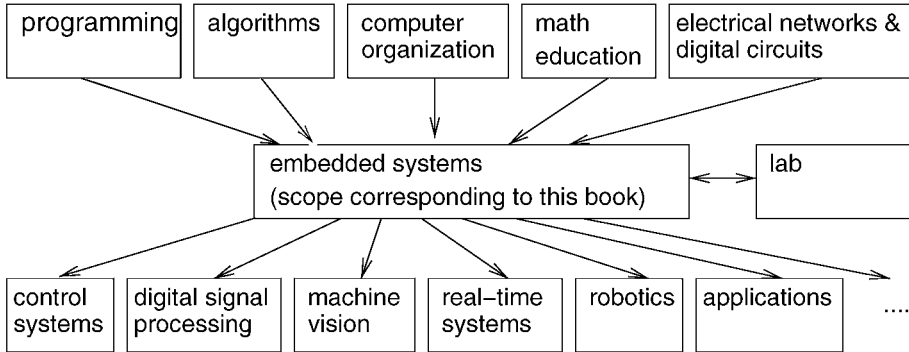 programming
algorithms
computer
organization
math
education
electrical networks &
digital circuits
embedded systems
(scope corresponding to this book)
lab
control
systems
digital signal
processing
machine
vision
real−time
systems
robotics
applications
....